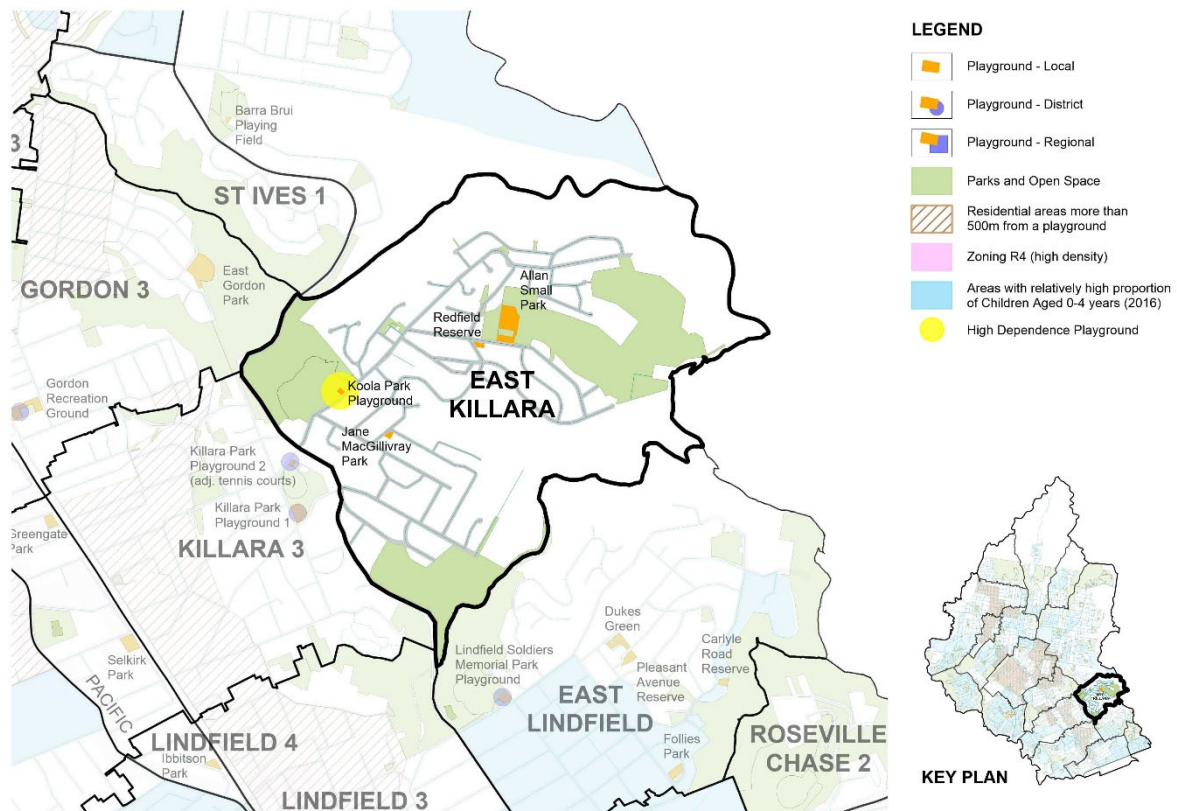 Barra Brui
Playing
Field
3
ST IVES 1
East
Gordon
Park
GORDON 3
Allan
Small
Park
Redfield
Reserve
EAST
KILLARA
Koola Park
Playground
Gordon
Recreation
Ground
Jane
MacGillivray
Park
Killara Park
Playground 2
(adj. tennis courts)
Killara Park
Playground 1
Greengate
Park
KILLARA 3
Selkirk
Park
PACIFIC
LINDFIELD 4
Ibbitson
Park
LINDFIELD 3
Lindfield Soldiers
Memorial Park
Playground
Dukes
Green
Pleasant
Avenue
Reserve
Carlyle
Road
Reserve
EAST
LINDFIELD
Follies
Park
ROSEVILLE
CHASE 2
LEGEND
Playground - Local
Playground - District
Playground - Regional
Parks and Open Space
Residential areas more than
500m from a playground
Zoning R4 (high density)
Areas with relatively high proportion
of Children Aged 0-4 years (2016)
High Dependence Playground
KEY PLAN